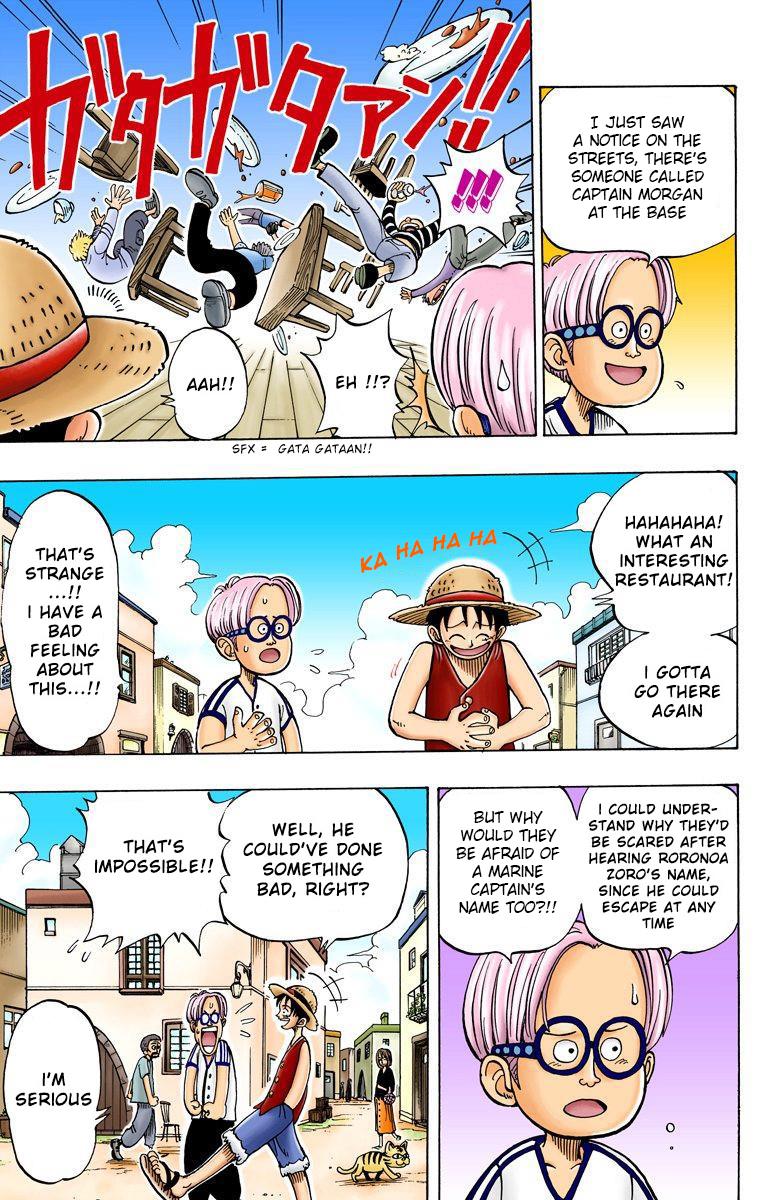 I JUST SAW
A NOTICE ON THE
STREETS, THERE'S
SOMEONE CALLED
CAPTAIN MORGAN
AT THE BASE
ガタガタアン!!
!!!
EH !!?
AAH!!
SFX = GATA GATAAN!!
HAHAHAHA!
WHAT AN
INTERESTING
RESTAURANT!
I GOTTA
GO THERE
AGAIN
KA HA HA HA
THAT'S
STRANGE
...!!
I HAVE A
BAD
FEELING
ABOUT
THIS...!!
I COULD UNDER-
STAND WHY THEY'D
BE SCARED AFTER
HEARING RORONOA
ZORO'S NAME,
SINCE HE COULD
ESCAPE AT ANY
TIME
BUT WHY
WOULD THEY
BE AFRAID OF
A MARINE
CAPTAIN'S
NAME TOO?!!
WELL, HE
COULD'VE DONE
SOMETHING
BAD, RIGHT?
THAT'S
IMPOSSIBLE!!
I'M
SERIOUS